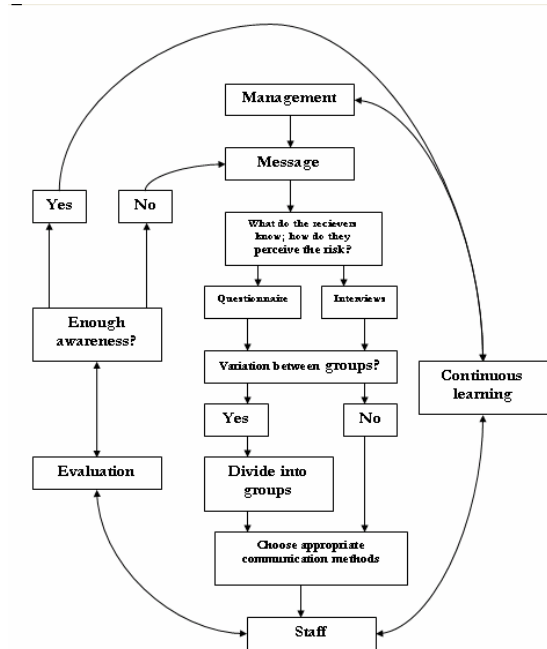 Management
Message
Yes
No
What do the recievers
know; how do they
perceive the risk?
Questionnaire
Interviews
Enough
awareness?
Variation between groups?
Continuous
learning
Yes
No
Evaluation
Divide into
groups
Choose appropriate
communication methods
Staff